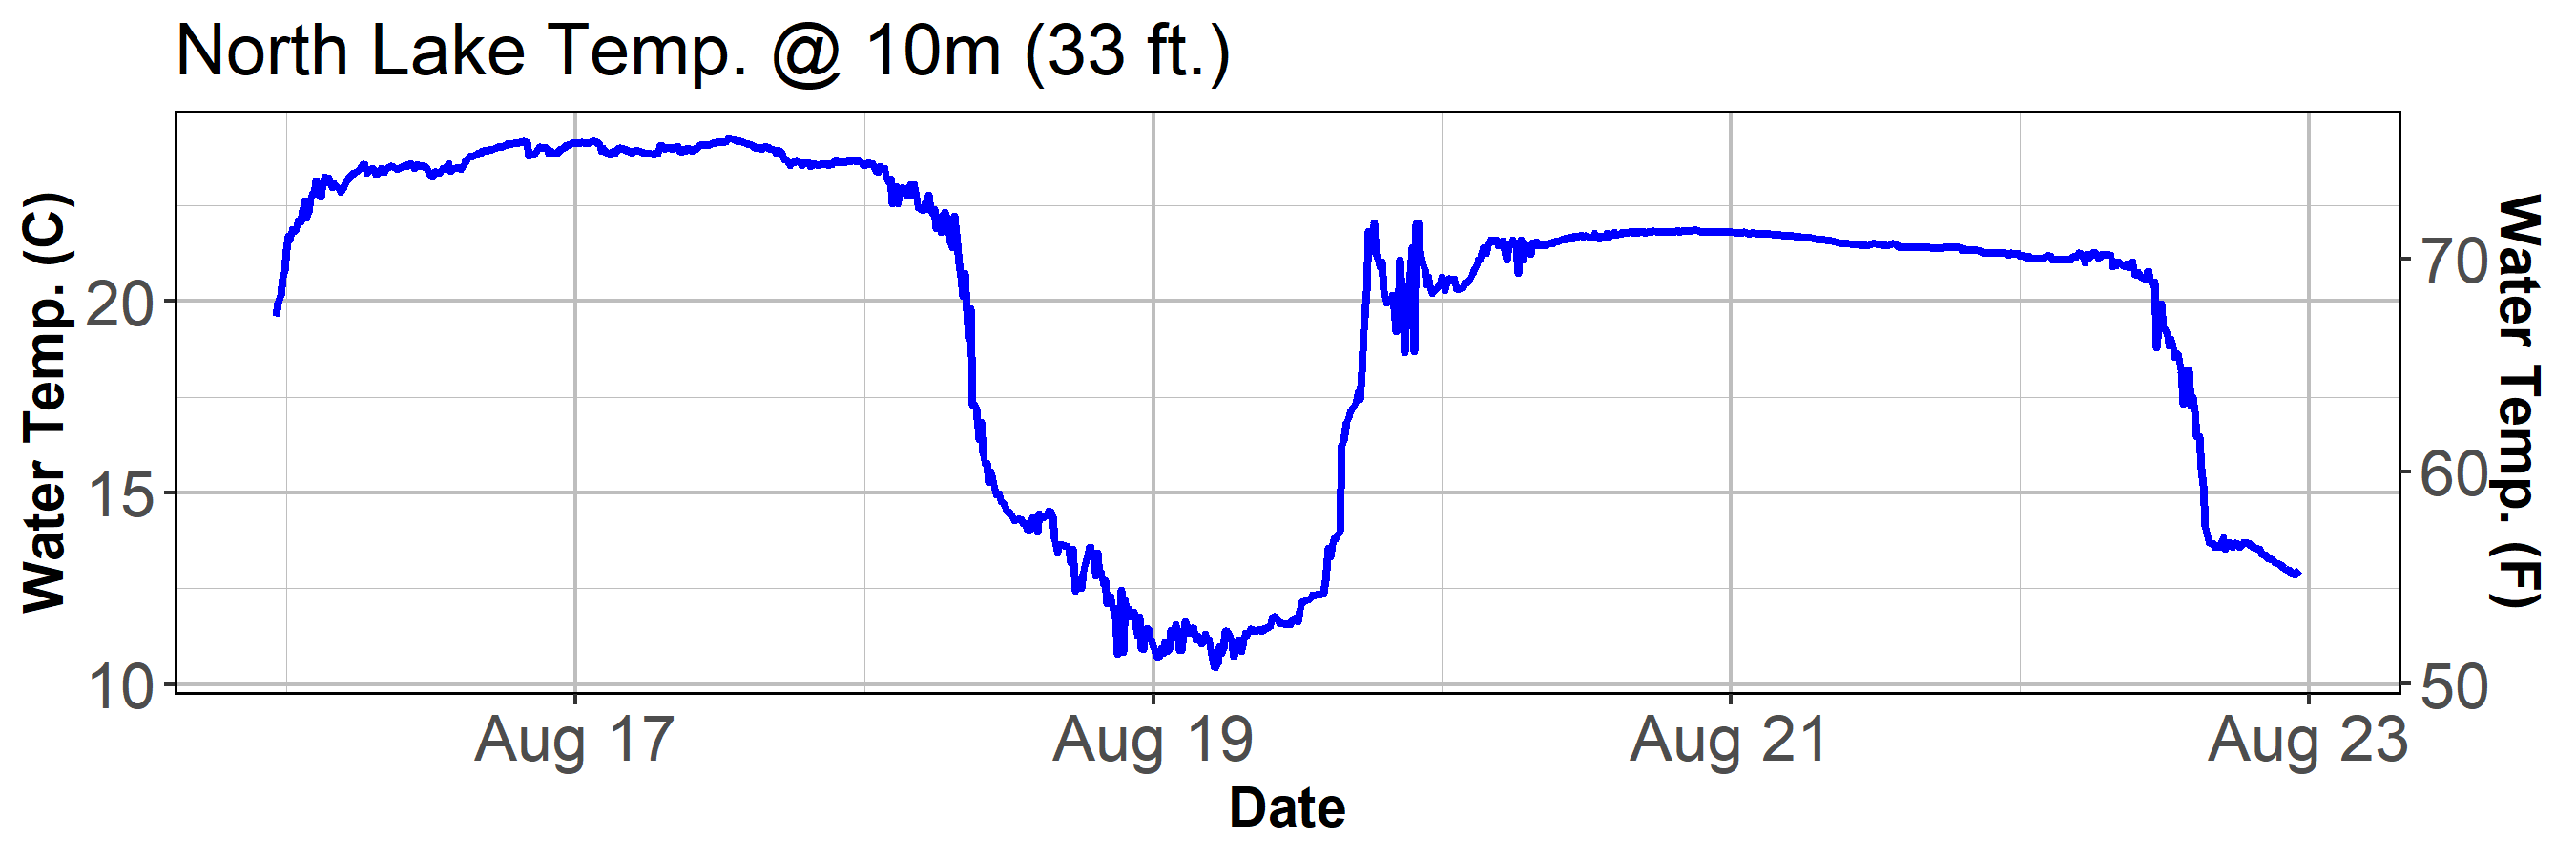 North Lake Temp. @ 10m (33 ft.)
Water Temp. (C)
20
15
10
70
60
50
Water Temp. (F)
Aug 17
Aug 19
Aug 21
Aug 23
Date